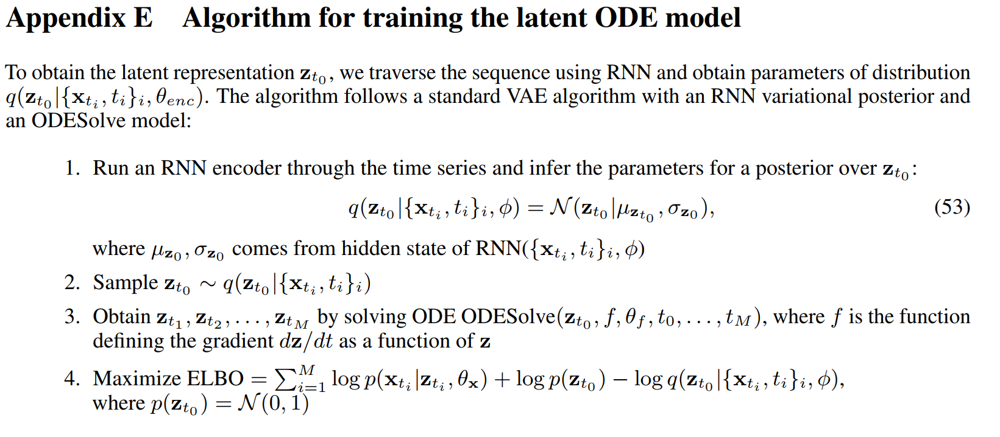 Appendix E Algorithm for training the latent ODE model
To obtain the latent representation $\mathbf{z}_{t_0}$, we traverse the sequence using RNN and obtain parameters of distribution
$q(\mathbf{z}_{t_0}|\{\mathbf{x}_{t_i}, t_i\}_i, \theta_{enc})$. The algorithm follows a standard VAE algorithm with an RNN variational posterior and
an ODESolve model:
1. Run an RNN encoder through the time series and infer the parameters for a posterior over $\mathbf{z}_{t_0}$:
$q(\mathbf{z}_{t_0}|\{\mathbf{x}_{t_i}, t_i\}_i, \phi) = \mathcal{N}(\mathbf{z}_{t_0}|\mu_{\mathbf{z}_{t_0}}, \sigma_{\mathbf{z}_0}),$ (53)
where $\mu_{\mathbf{z}_0}, \sigma_{\mathbf{z}_0}$ comes from hidden state of RNN$(\{\mathbf{x}_{t_i}, t_i\}_i, \phi)$
2. Sample $\mathbf{z}_{t_0} \sim q(\mathbf{z}_{t_0}|\{\mathbf{x}_{t_i}, t_i\}_i)$
3. Obtain $\mathbf{z}_{t_1}, \mathbf{z}_{t_2}, \ldots, \mathbf{z}_{t_M}$ by solving ODE ODESolve$(\mathbf{z}_{t_0}, f, \theta_f, t_0, \ldots, t_M)$, where $f$ is the function
defining the gradient $d\mathbf{z}/dt$ as a function of $\mathbf{z}$
4. Maximize ELBO $= \sum_{i=1}^{M} \log p(\mathbf{x}_{t_i}|\mathbf{z}_{t_i}, \theta_{\mathbf{x}}) + \log p(\mathbf{z}_{t_0}) - \log q(\mathbf{z}_{t_0}|\{\mathbf{x}_{t_i}, t_i\}_i, \phi),$
where $p(\mathbf{z}_{t_0}) = \mathcal{N}(0, 1)$